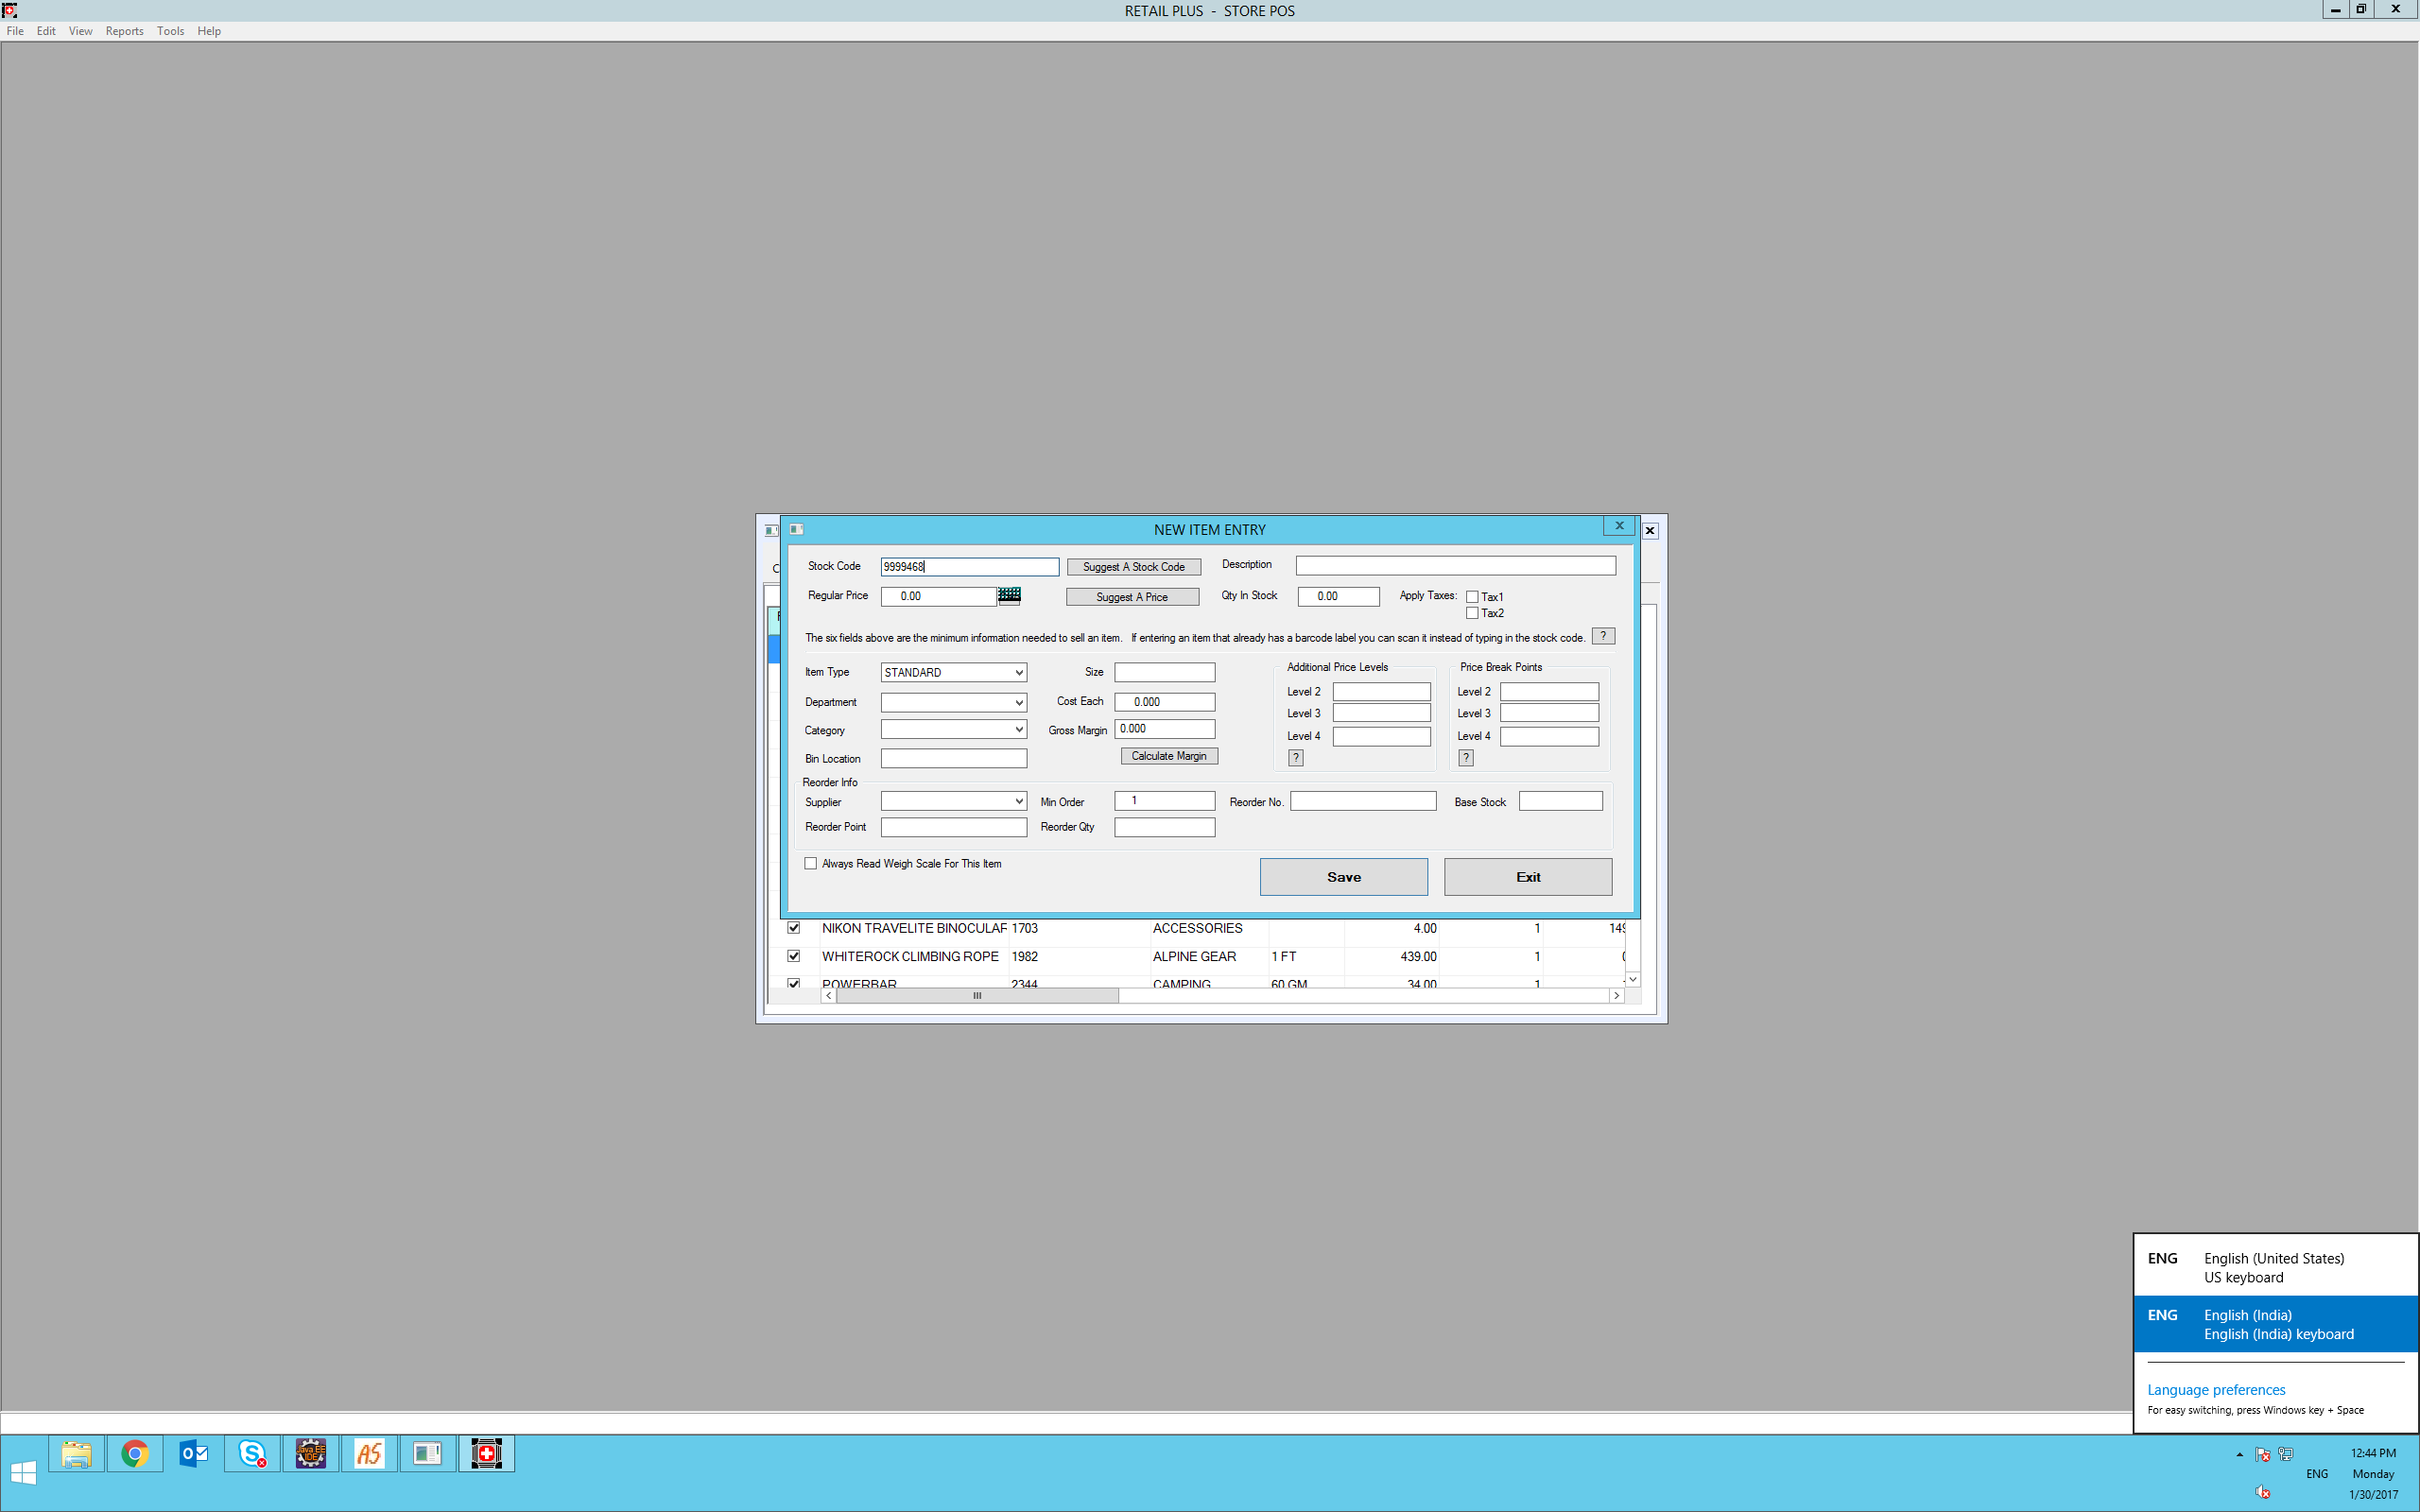 RETAIL PLUS - STORE POS
File Edit View Reports Tools Help
NEW ITEM ENTRY
Stock Code 9999468 Suggest A Stock Code Description
Regular Price 0.00 Suggest A Price Qty In Stock 0.00 Apply Taxes: Tax1
Tax2
The six fields above are the minimum information needed to sell an item. If entering an item that already has a barcode label you can scan it instead of typing in the stock code. ?
Item Type STANDARD Size Additional Price Levels Price Break Points
Level 2 Level 2
Department Cost Each 0.000
Level 3 Level 3
Category Gross Margin 0.000
Level 4 Level 4
Bin Location Calculate Margin ? ?
Reorder Info
Supplier Min Order 1 Reorder No. Base Stock
Reorder Point Reorder Qty
Always Read Weigh Scale For This Item
Save Exit
NIKON TRAVELITE BINOCULAR 1703 ACCESSORIES 4.00 1 149
WHITEROCK CLIMBING ROPE 1982 ALPINE GEAR 1 FT 439.00 1
POWERBAR 2344 CAMPING 60 GM 34.00 1
ENG English (United States)
US keyboard
ENG English (India)
English (India) keyboard
Language preferences
For easy switching, press Windows key + Space
12:44 PM
ENG Monday
1/30/2017